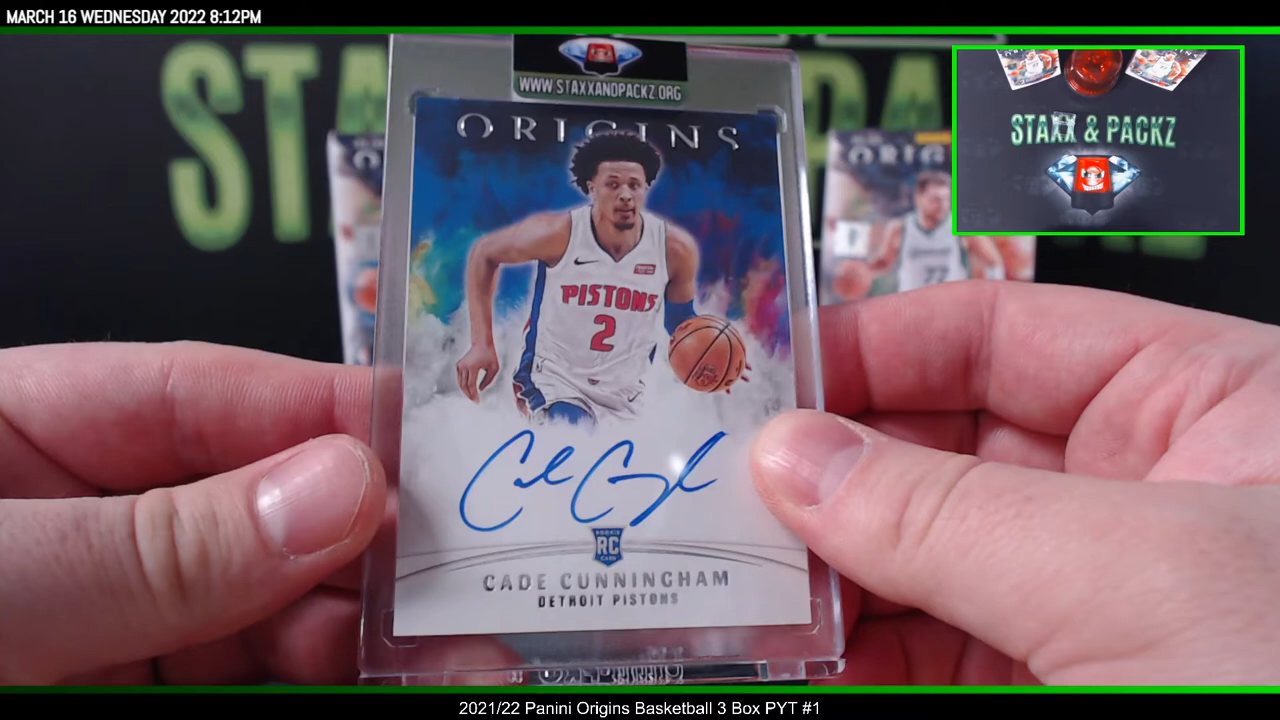 MARCH 16 WEDNESDAY 2022 8:12PM
WWW.STAXXANDPACKZ.ORG
ORIGINS
STAXX & PACKZ
PISTONS
2
77
RC
CADE CUNNINGHAM
DETROIT PISTONS
2021/22 Panini Origins Basketball 3 Box PYT #1